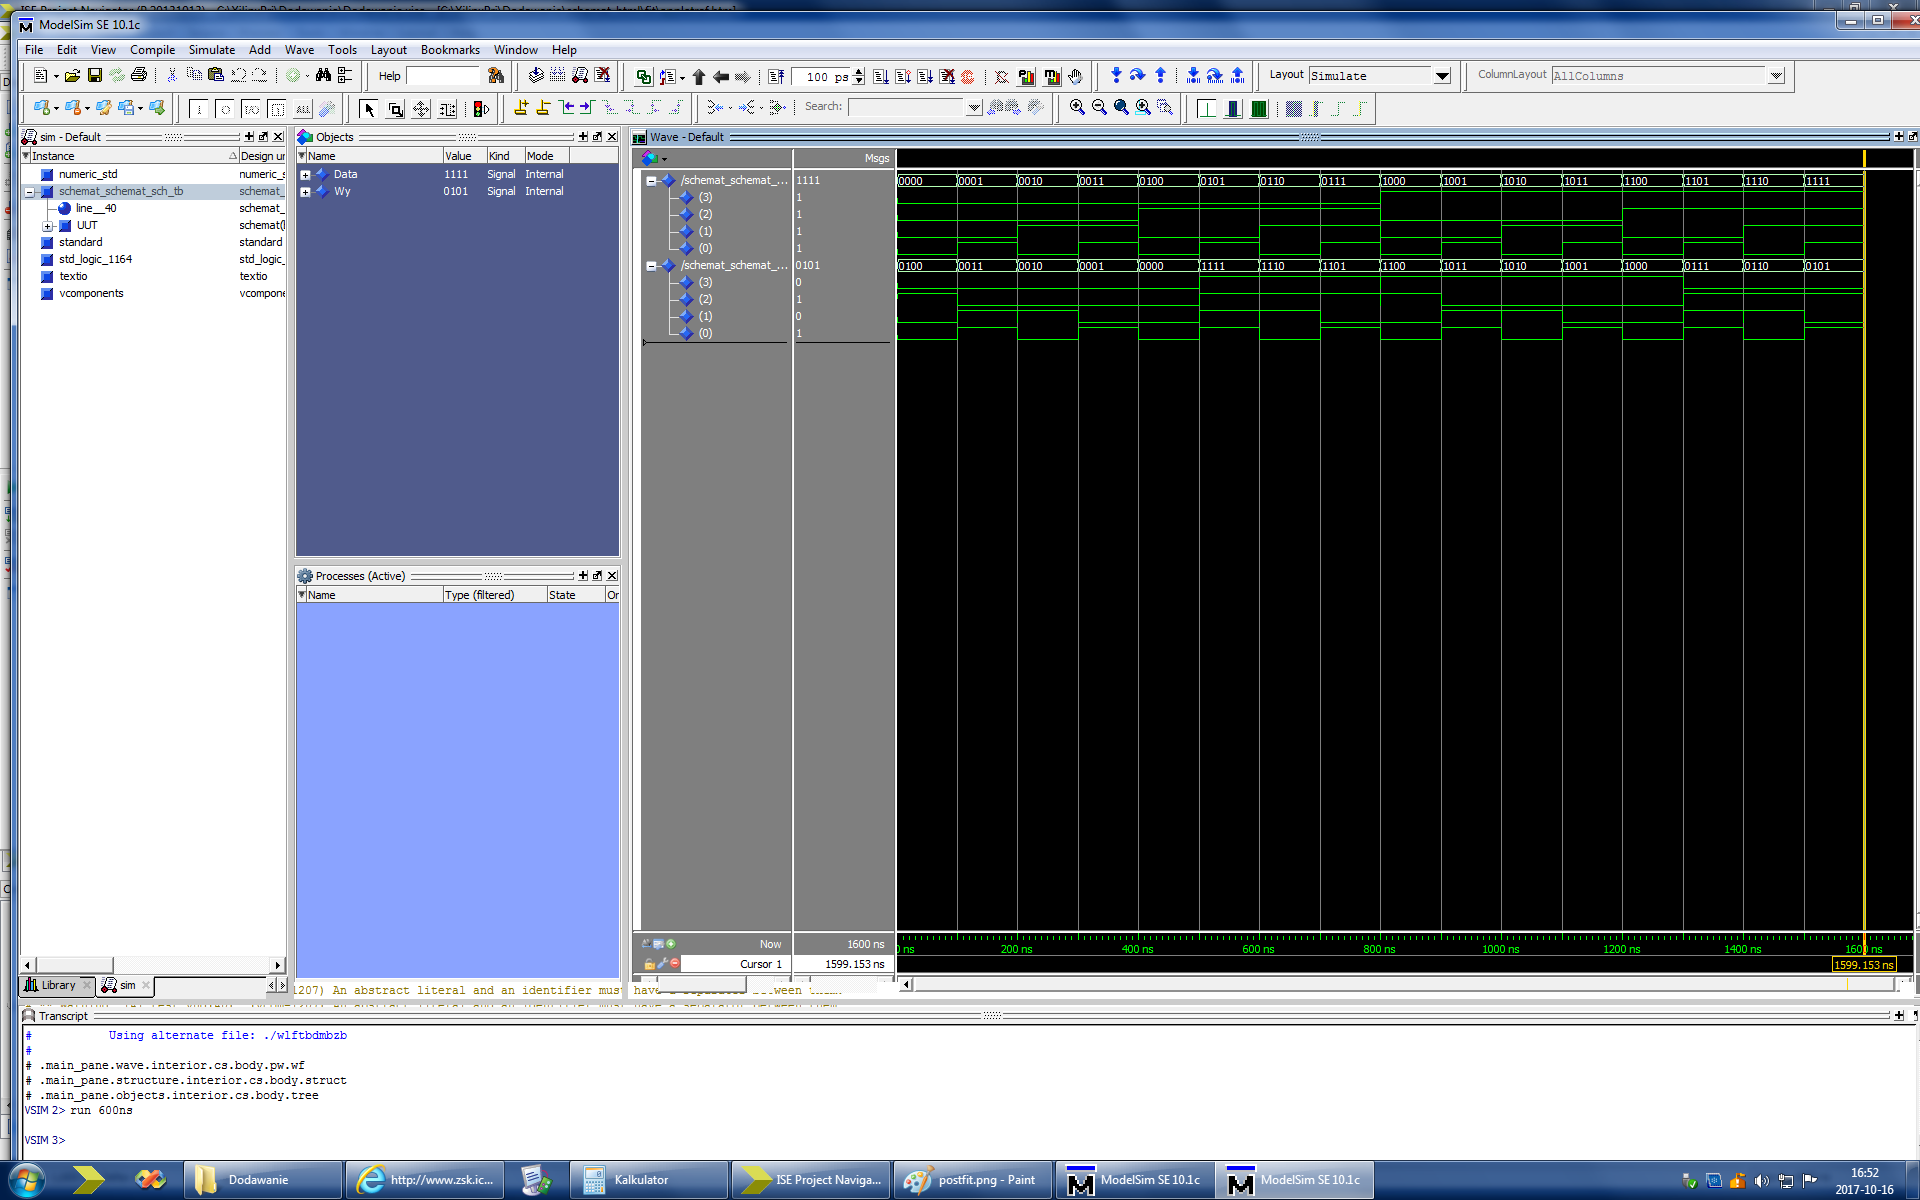 ModelSim SE 10.1c
File Edit View Compile Simulate Add Wave Tools Layout Bookmarks Window Help
Help 100 ps Layout Simulate ColumnLayout AllColumns
Search:
sim - Default
Instance Design un
numeric_std numeric_s
schemat_schemat_sch_tb schemat_
line__40 schemat_
UUT schemat(
standard standard
std_logic_1164 std_logic_
textio textio
vcomponents vcompone
Library sim
Objects
Name Value Kind Mode
Data 1111 Signal Internal
Wy 0101 Signal Internal
Processes (Active)
Name Type (filtered) State Or
Wave - Default
Msgs
/schemat_schemat_... 1111 0000 0001 0010 0011 0100 0101 0110 0111 1000 1001 1010 1011 1100 1101 1110 1111
(3) 1
(2) 1
(1) 1
(0) 1
/schemat_schemat_... 0101 0100 0011 0010 0001 0000 1111 1110 1101 1100 1011 1010 1001 1000 0111 0110 0101
(3) 0
(2) 1
(1) 0
(0) 1
Now 1600 ns ns 200 ns 400 ns 600 ns 800 ns 1000 ns 1200 ns 1400 ns
Cursor 1 1599.153 ns 1599.153 ns
1207) An abstract literal and an identifier must have
Transcript
# Using alternate file: ./wlftbdmbzb
#
# .main_pane.wave.interior.cs.body.pw.wf
# .main_pane.structure.interior.cs.body.struct
# .main_pane.objects.interior.cs.body.tree
VSIM 2> run 600ns
VSIM 3>
Dodawanie http://www.zsk.ic... Kalkulator ISE Project Naviga... postfit.png - Paint ModelSim SE 10.1c ModelSim SE 10.1c
16:52
2017-10-16